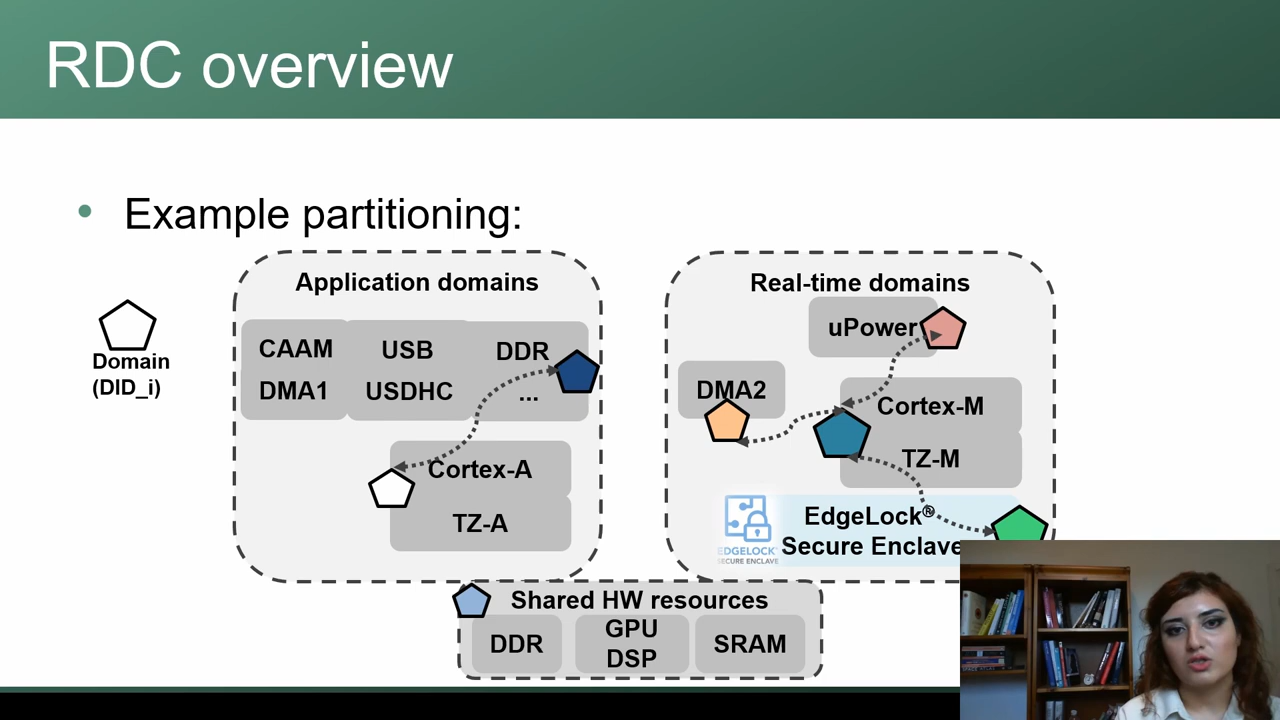 RDC overview
• Example partitioning:
Domain
(DID_i)
Application domains
CAAM
DMA1
USB
USDHC
DDR
...
Cortex-A
TZ-A
Real-time domains
uPower
DMA2
Cortex-M
TZ-M
EdgeLock®
Secure Enclave
EDGELOCK
SECURE ENCLAVE
Shared HW resources
DDR
GPU
DSP
SRAM